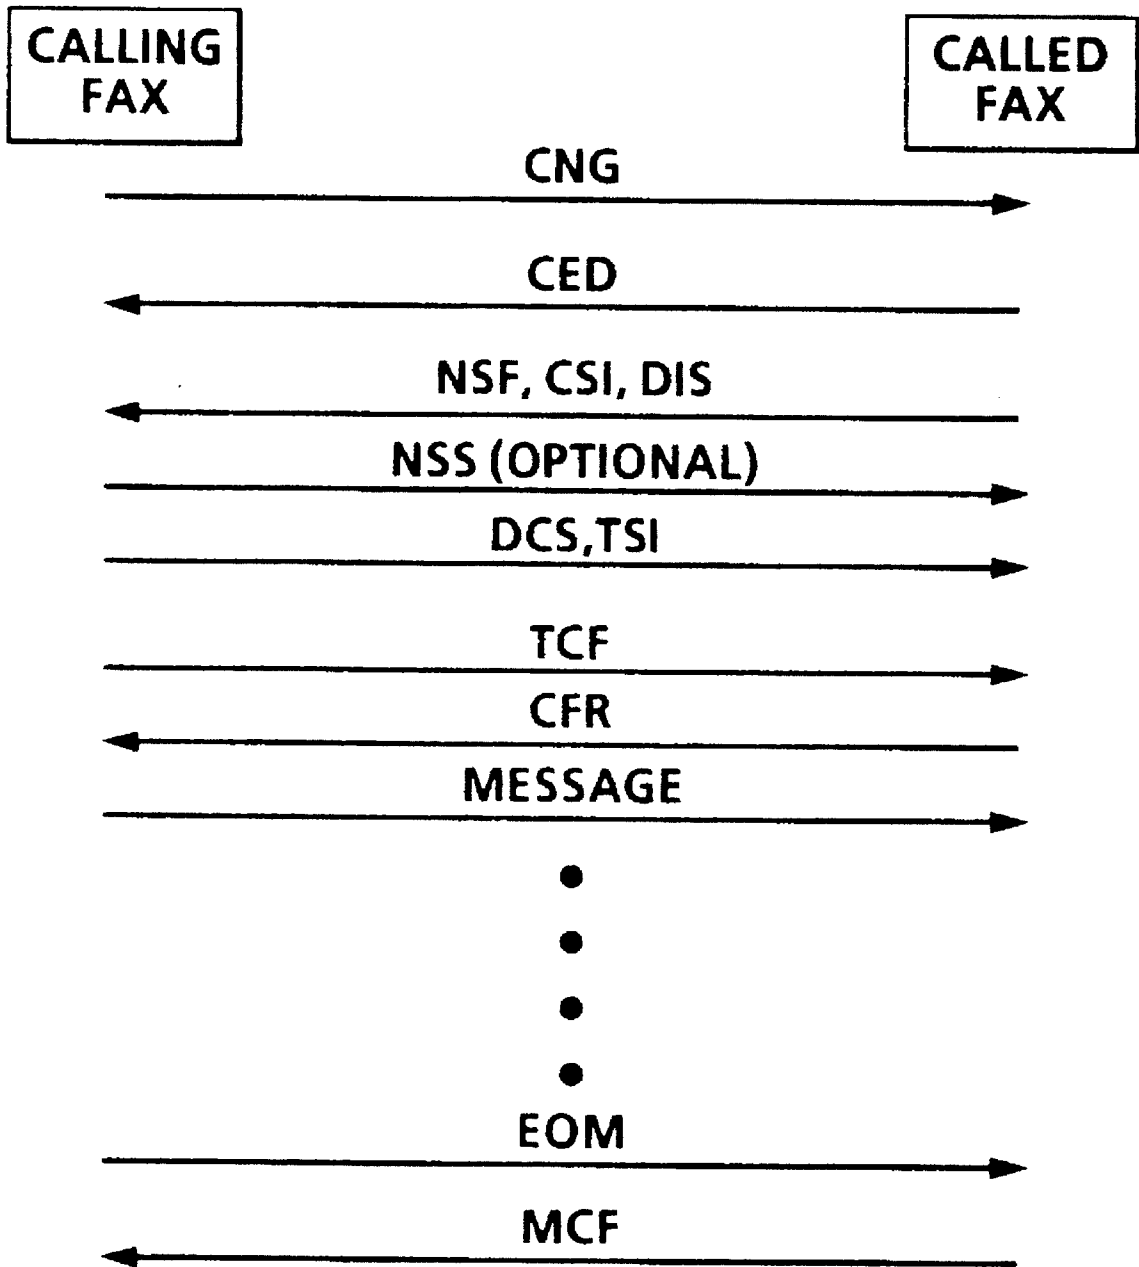 CALLING
FAX
CALLED
FAX
CNG
CED
NSF, CSI, DIS
NSS (OPTIONAL)
DCS,TSI
TCF
CFR
MESSAGE
EOM
MCF